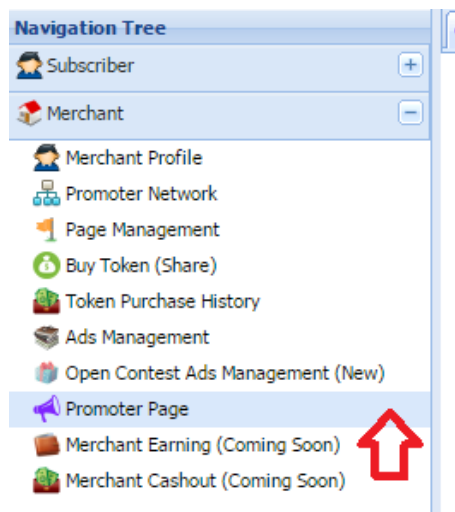 Navigation Tree
Subscriber
Merchant
Merchant Profile
Promoter Network
Page Management
Buy Token (Share)
Token Purchase History
Ads Management
Open Contest Ads Management (New)
Promoter Page
Merchant Earning (Coming Soon)
Merchant Cashout (Coming Soon)